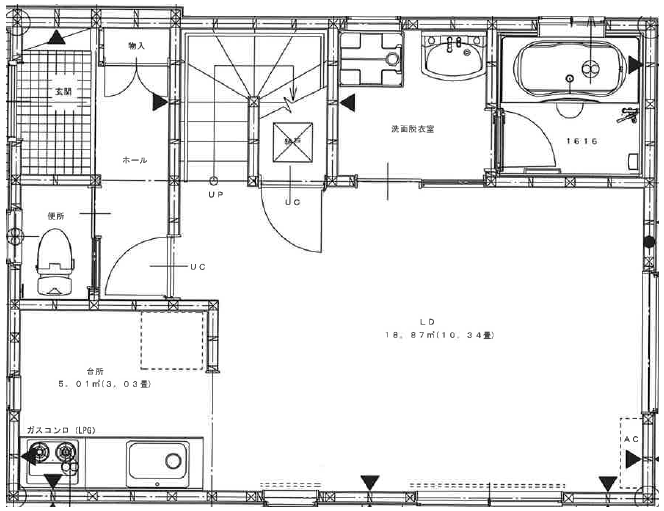 物入
玄関
ホール
洗面脱衣室
1616
便所
UP
UC
UC
LD
18.87㎡(10.34畳)
台所
5.01㎡(3.03畳)
ガスコンロ (LPG)
AC